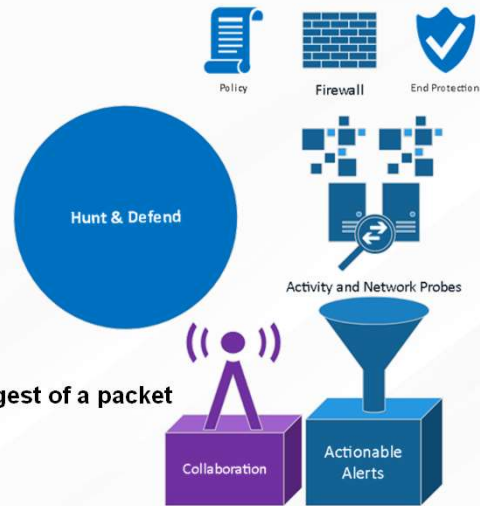 Policy
Firewall
End Protection
Hunt & Defend
Activity and Network Probes
gest of a packet
Collaboration
Actionable
Alerts